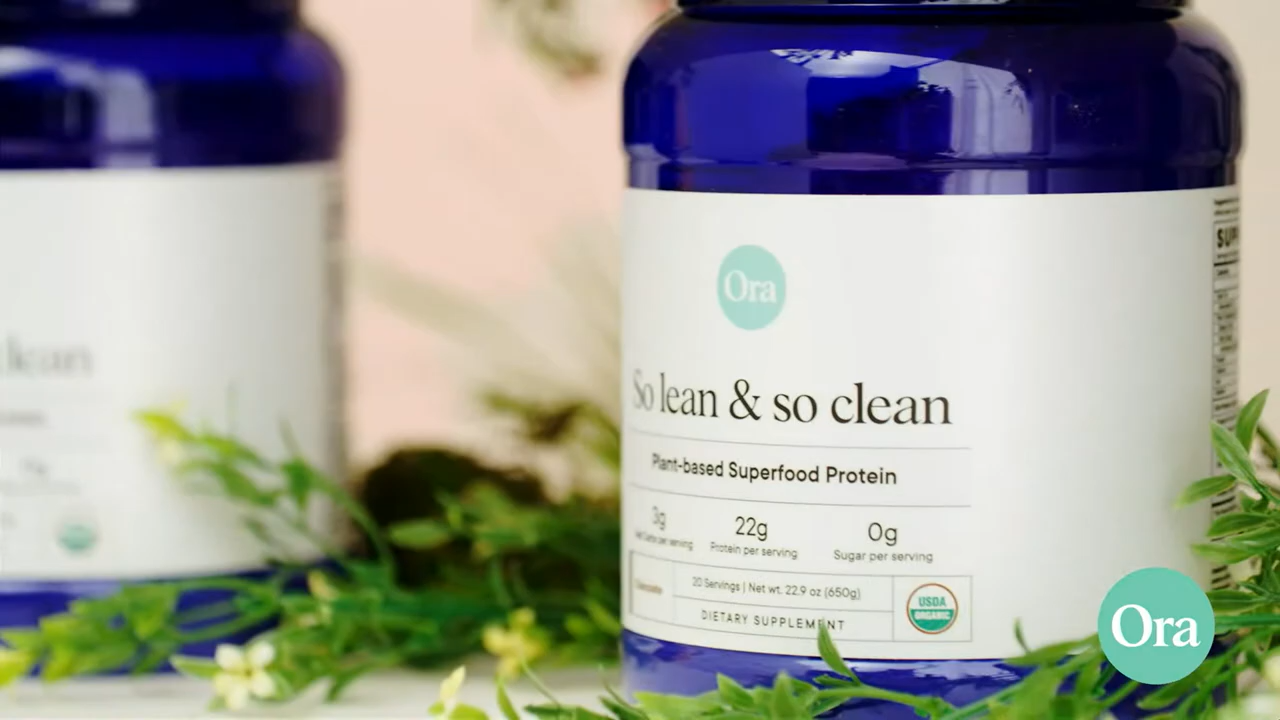 Ora
So lean & so clean
Plant-based Superfood Protein
3g 22g 0g
Protein per serving Sugar per serving
20 Servings | Net wt. 22.9 oz (650g)
USDA
ORGANIC
DIETARY SUPPLEMENT
clean
Ora